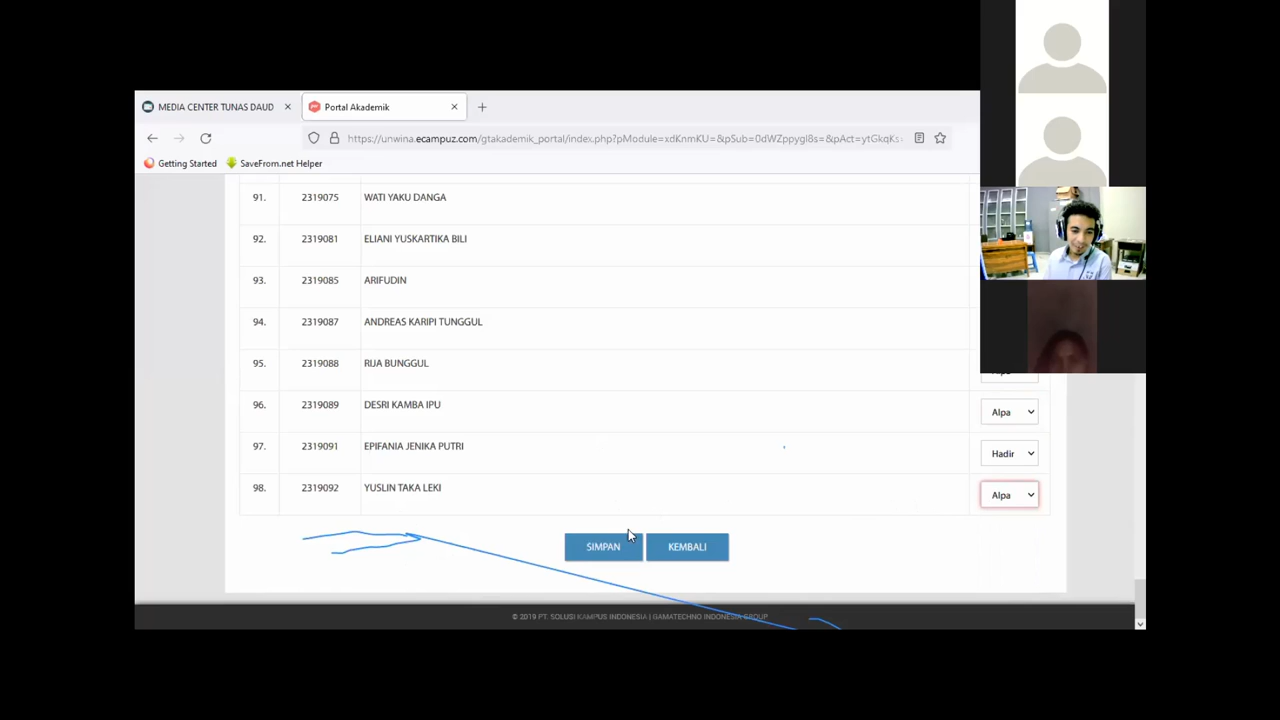 MEDIA CENTER TUNAS DAUD
Portal Akademik
https://unwina.ecampuz.com/gtakademik_portal/index.php?pModule=xdKnmKU=&pSub=0dWZppygl8s=&pAct=ytGkqKs=
Getting Started SaveFrom.net Helper
91. 2319075 WATI YAKU DANGA
92. 2319081 ELIANI YUSKARTIKA BILI
93. 2319085 ARIFUDIN
94. 2319087 ANDREAS KARIPI TUNGGUL
95. 2319088 RIJA BUNGGUL
96. 2319089 DESRI KAMBA IPU Alpa
97. 2319091 EPIFANIA JENIKA PUTRI Hadir
98. 2319092 YUSLIN TAKA LEKI Alpa
SIMPAN KEMBALI
© 2019 PT. SOLUSI KAMPUS INDONESIA | GAMATECHNO INDONESIA GROUP